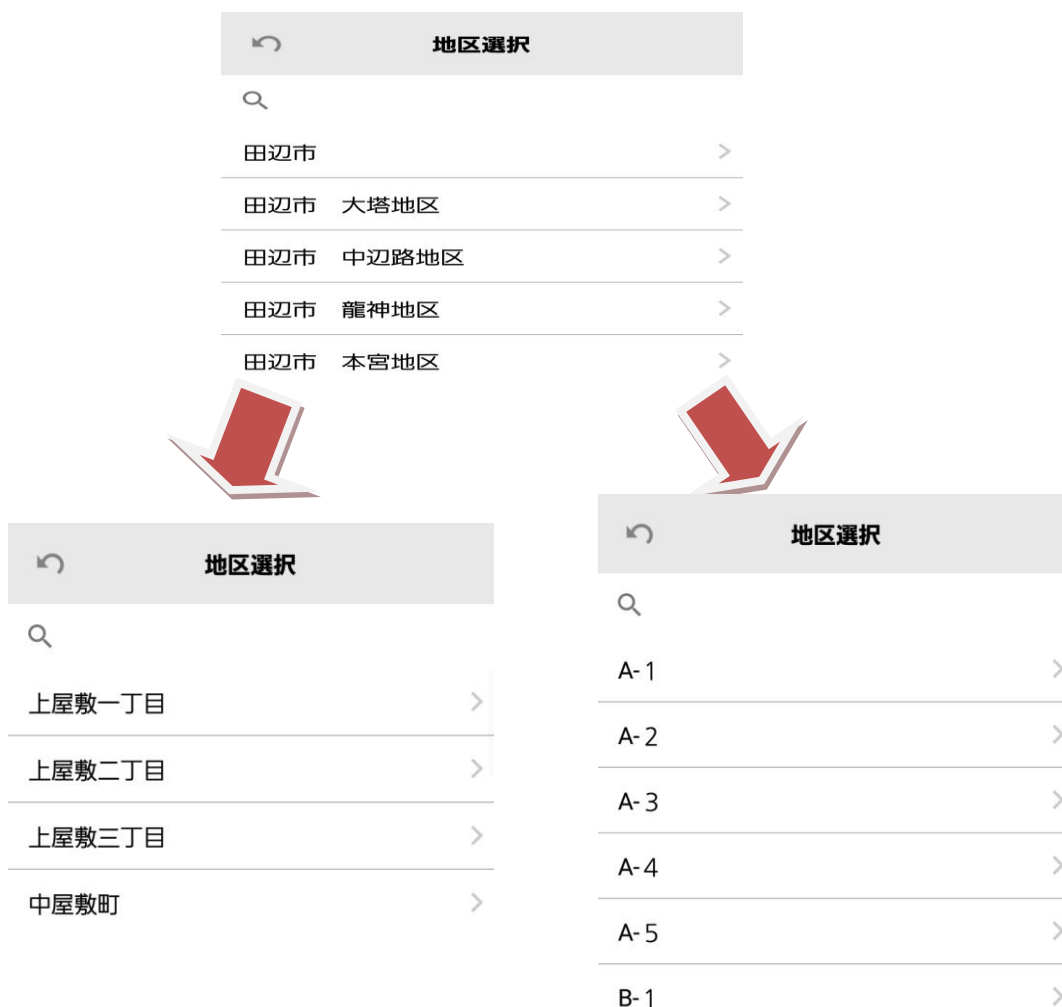 地区選択
田辺市
田辺市　大塔地区
田辺市　中辺路地区
田辺市　龍神地区
田辺市　本宮地区
地区選択
上屋敷一丁目
上屋敷二丁目
上屋敷三丁目
中屋敷町
地区選択
A-1
A-2
A-3
A-4
A-5
B-1